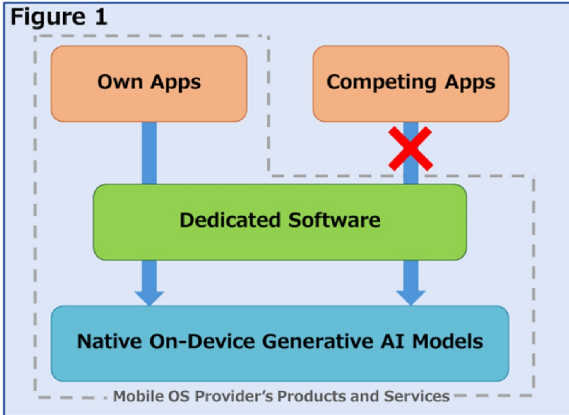 Figure 1
Own Apps
Competing Apps
Dedicated Software
Native On-Device Generative AI Models
Mobile OS Provider's Products and Services